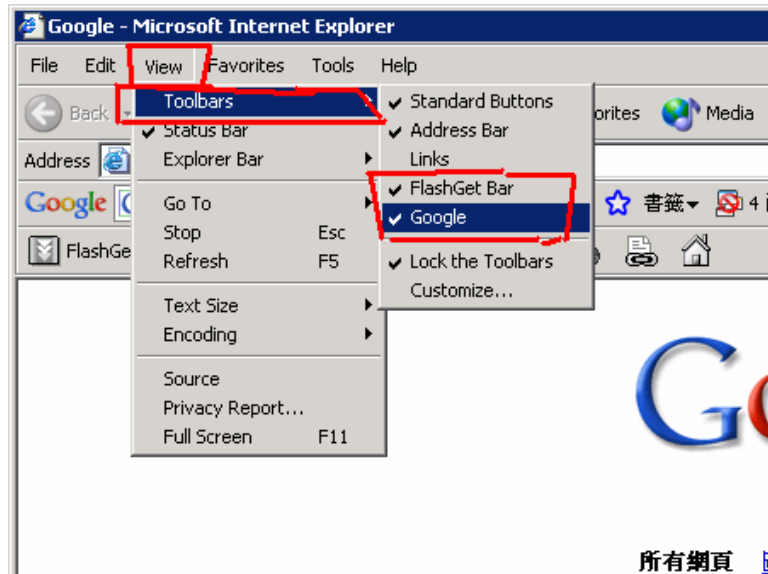 Google - Microsoft Internet Explorer
File Edit View Favorites Tools Help
Back
Toolbars
Standard Buttons
Media
Status Bar
Address Bar
Address
Explorer Bar
Links
Google
Go To
FlashGet Bar
書籤
4
Stop Esc
Google
FlashGe
Refresh F5
Lock the Toolbars
Customize...
Text Size
Encoding
Source
Privacy Report...
Full Screen F11
所有網頁